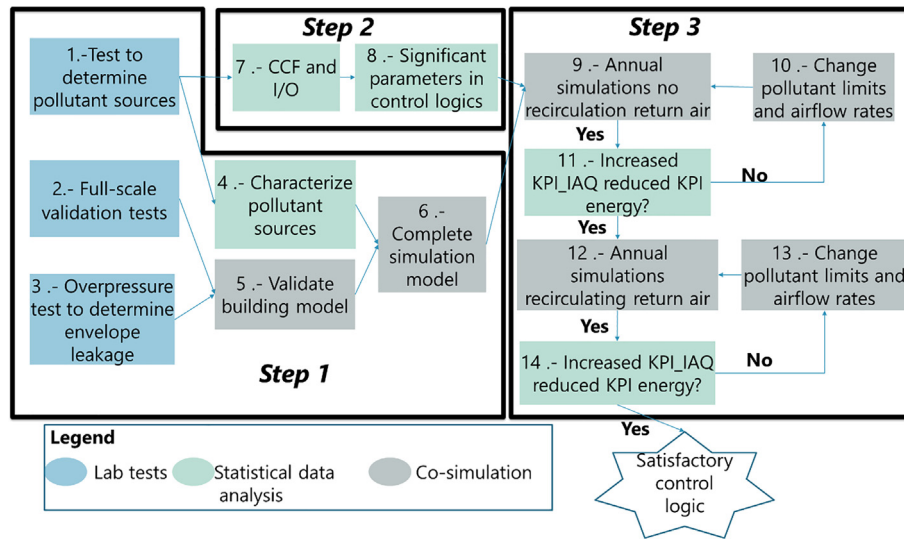 Step 2
Step 3
1.-Test to
determine
pollutant sources
7 .- CCF and
I/O
8 .- Significant
parameters in
control logics
9 .- Annual
simulations no
recirculation return air
10 .- Change
pollutant limits
and airflow rates
Yes
11 .- Increased
KPI_IAQ reduced KPI
energy?
No
2.- Full-scale
validation tests
4 .- Characterize
pollutant
sources
6 .-
Complete
simulation
model
Yes
12 .- Annual
simulations
recirculating return air
13 .- Change
pollutant limits and
airflow rates
3 .- Overpressure
test to determine
envelope
leakage
5 .- Validate
building model
Yes
Step 1
14 .- Increased KPI_IAQ
reduced KPI energy?
No
Yes
Legend
Lab tests
Statistical data
analysis
Co-simulation
Satisfactory
control
logic